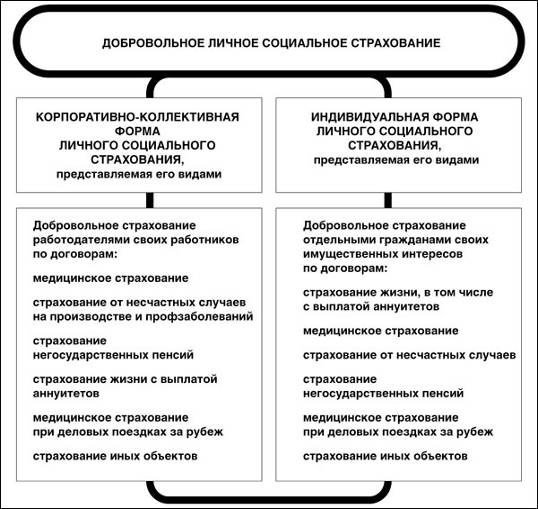 ДОБРОВОЛЬНОЕ ЛИЧНОЕ СОЦИАЛЬНОЕ СТРАХОВАНИЕ
КОРПОРАТИВНО-КОЛЛЕКТИВНАЯ
ФОРМА
ЛИЧНОГО СОЦИАЛЬНОГО
СТРАХОВАНИЯ,
представляемая его видами
Добровольное страхование
работодателями своих работников
по договорам:
медицинское страхование
страхование от несчастных случаев
на производстве и профзаболеваний
страхование
негосударственных пенсий
страхование жизни с выплатой
аннуитетов
медицинское страхование
при деловых поездках за рубеж
страхование иных объектов
ИНДИВИДУАЛЬНАЯ ФОРМА
ЛИЧНОГО СОЦИАЛЬНОГО
СТРАХОВАНИЯ,
представляемая его видами
Добровольное страхование
отдельными гражданами своих
имущественных интересов
по договорам:
страхование жизни, в том числе
с выплатой аннуитетов
медицинское страхование
страхование от несчастных случаев
страхование
негосударственных пенсий
медицинское страхование
при деловых поездках за рубеж
страхование иных объектов